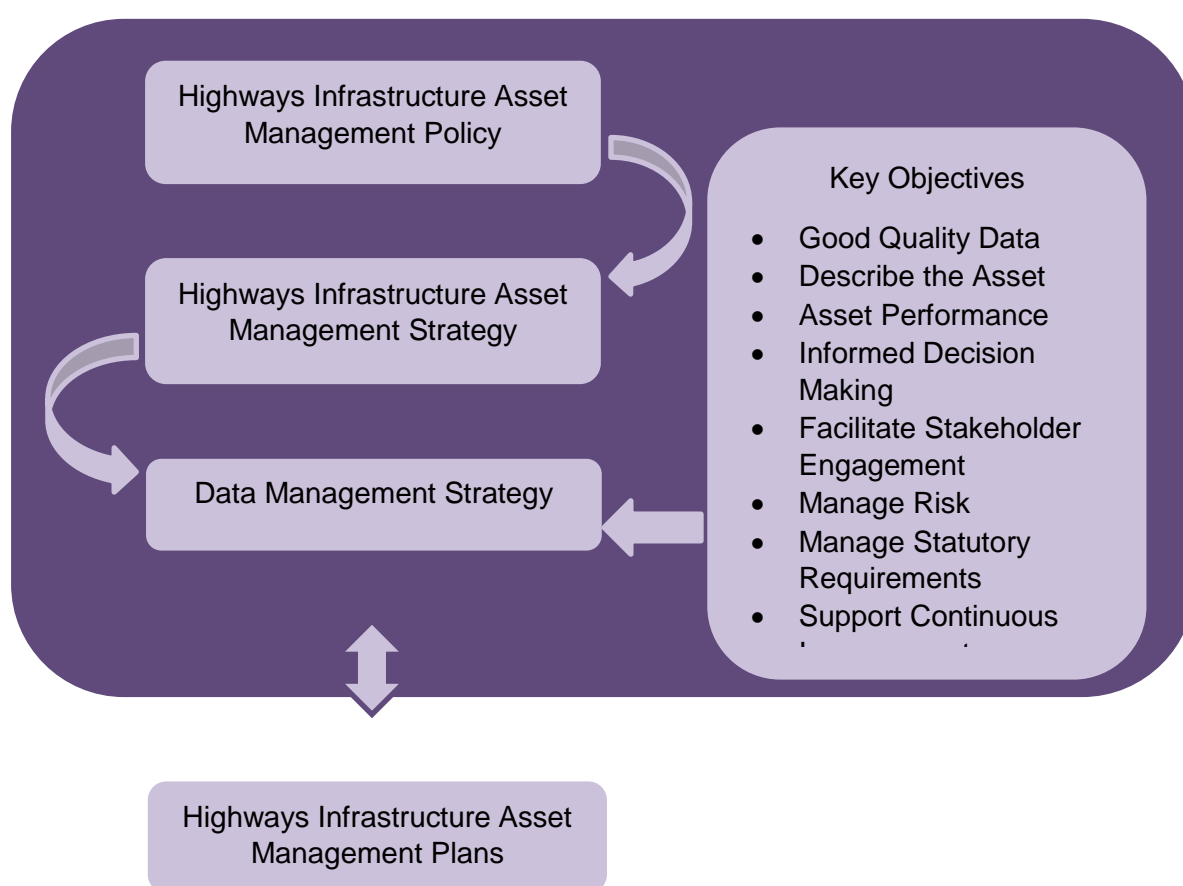 Highways Infrastructure Asset
Management Policy
Highways Infrastructure Asset
Management Strategy
Data Management Strategy
Key Objectives
• Good Quality Data
• Describe the Asset
• Asset Performance
• Informed Decision
Making
• Facilitate Stakeholder
Engagement
• Manage Risk
• Manage Statutory
Requirements
• Support Continuous
Highways Infrastructure Asset
Management Plans